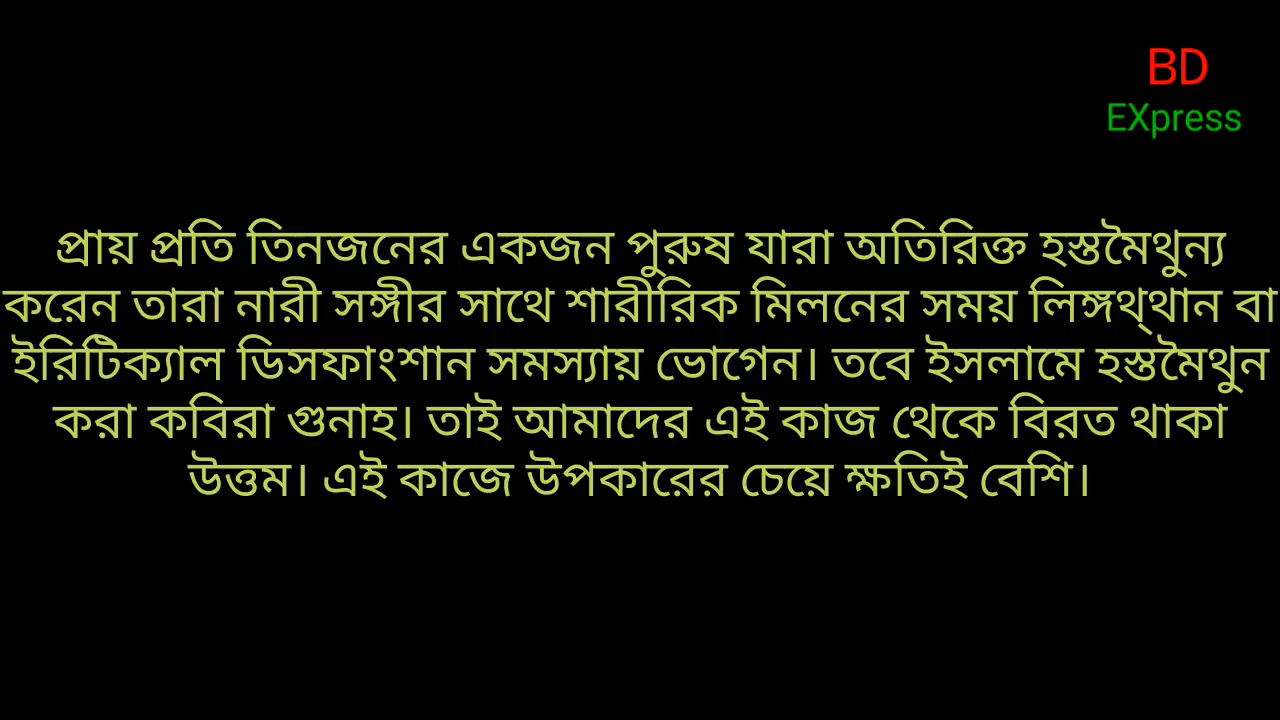 BD
EXpress
প্রায় প্রতি তিনজনের একজন পুরুষ যারা অতিরিক্ত হস্তমৈথুন্য
করেন তারা নারী সঙ্গীর সাথে শারীরিক মিলনের সময় লিঙ্গথ্থান বা
ইরিটিক্যাল ডিসফাংশান সমস্যায় ভোগেন। তবে ইসলামে হস্তমৈথুন
করা কবিরা গুনাহ। তাই আমাদের এই কাজ থেকে বিরত থাকা
উত্তম। এই কাজে উপকারের চেয়ে ক্ষতিই বেশি।